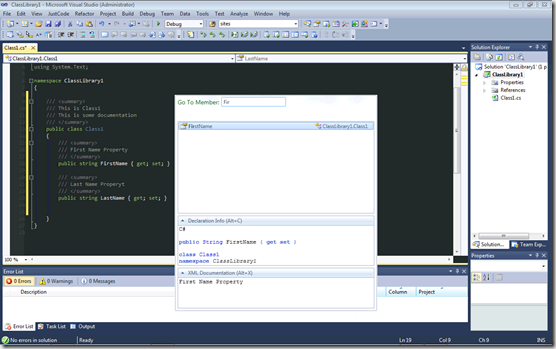 ClassLibrary1 - Microsoft Visual Studio (Administrator)
File Edit View JustCode Refactor Project Build Debug Team Data Tools Test Analyze Window Help
Debug sites
Class1.cs*
ClassLibrary1.Class1 LastName
using System.Text;
namespace ClassLibrary1
{
/// <summary>
/// This is Class1
/// This is some documentation
/// </summary>
public class Class1
{
/// <summary>
/// First Name Property
/// </summary>
public string FirstName { get; set; }
/// <summary>
/// Last Name Properyt
/// </summary>
public string LastName { get; set; }
}
}
100 %
Go To Member: Fir
FirstName ClassLibrary1.Class1
Declaration Info (Alt+C)
C#
public String FirstName { get set }
class Class1
namespace ClassLibrary1
XML Documentation (Alt+X)
First Name Property
Solution Explorer
Solution 'ClassLibrary1' (1 p
ClassLibrary1
Properties
References
Class1.cs
Solution... Team Exp...
Properties
Error List
0 Errors 0 Warnings 0 Messages
Description Column Project
Error List Task List Output
No errors in solution Ready Ln 19 Col 9 Ch 9 INS